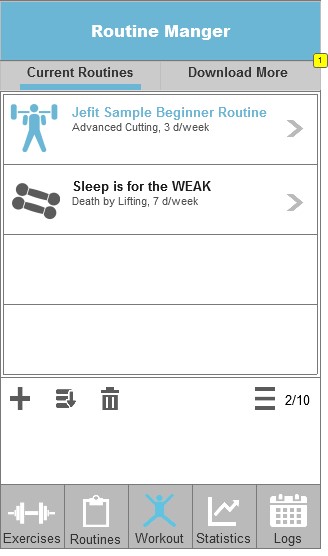 Routine Manger
1
Current Routines
Download More
Jefit Sample Beginner Routine
Advanced Cutting, 3 d/week
Sleep is for the WEAK
Death by Lifting, 7 d/week
2/10
Exercises
Routines
Workout
Statistics
Logs